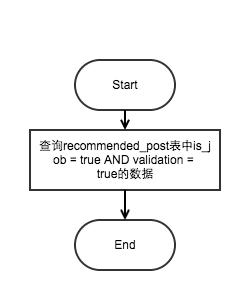 Start
查询recommended_post表中is_j
ob = true AND validation =
true的数据
End